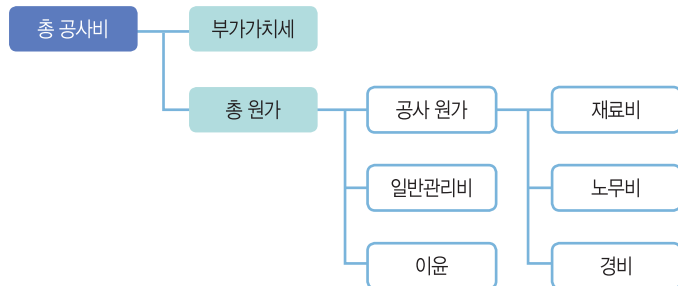 총 공사비
부가가치세
총 원가
공사 원가
재료비
일반관리비
노무비
이윤
경비